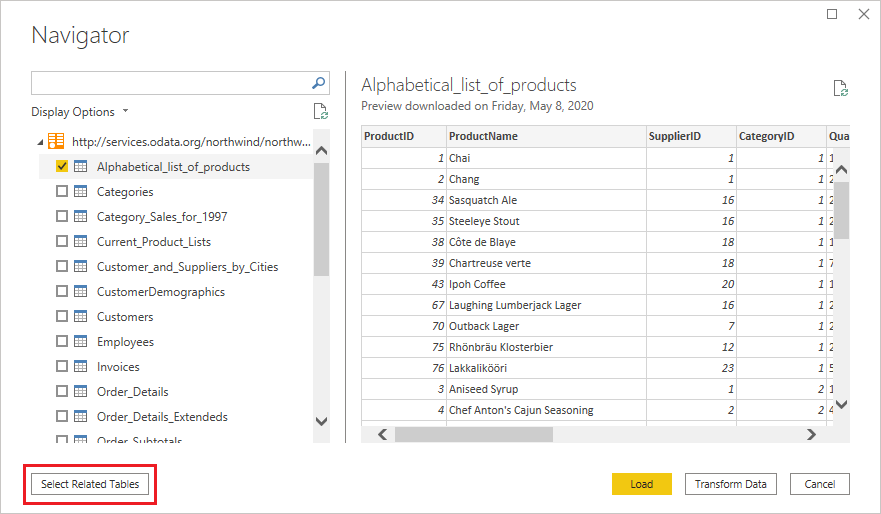 Navigator
Display Options
http://services.odata.org/northwind/northw...
Alphabetical_list_of_products
Categories
Category_Sales_for_1997
Current_Product_Lists
Customer_and_Suppliers_by_Cities
CustomerDemographics
Customers
Employees
Invoices
Order_Details
Order_Details_Extendeds
Order_Subtotals
Alphabetical_list_of_products
Preview downloaded on Friday, May 8, 2020
ProductID ProductName SupplierID CategoryID Qua
1 Chai 1 1 1
2 Chang 1 1 2
34 Sasquatch Ale 16 1 2
35 Steeleye Stout 16 1 2
38 Côte de Blaye 18 1 1
39 Chartreuse verte 18 1 7
43 Ipoh Coffee 20 1 1
67 Laughing Lumberjack Lager 16 1 2
70 Outback Lager 7 1 2
75 Rhönbräu Klosterbier 12 1 2
76 Lakkalikööri 23 1 5
3 Aniseed Syrup 1 2 1
4 Chef Anton's Cajun Seasoning 2 2 4
Select Related Tables
Load
Transform Data
Cancel